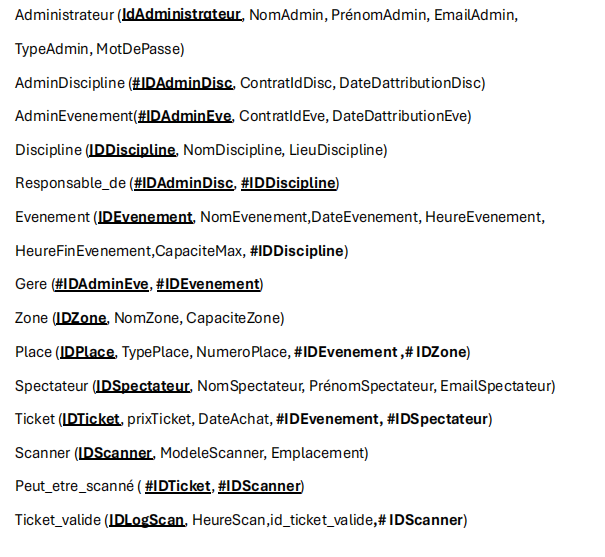 Administrateur (IdAdministrateur, NomAdmin, PrénomAdmin, EmailAdmin,
TypeAdmin, MotDePasse)
AdminDiscipline (#IDAdminDisc, ContratIdDisc, DateDattributionDisc)
AdminEvenement(#IDAdminEve, ContratIdEve, DateDattributionEve)
Discipline (IDDiscipline, NomDiscipline, LieuDiscipline)
Responsable_de (#IDAdminDisc, #IDDiscipline)
Evenement (IDEvenement, NomEvenement,DateEvenement, HeureEvenement,
HeureFinEvenement,CapaciteMax, #IDDiscipline)
Gere (#IDAdminEve, #IDEvenement)
Zone (IDZone, NomZone, CapaciteZone)
Place (IDPlace, TypePlace, NumeroPlace, #IDEvenement ,# IDZone)
Spectateur (IDSpectateur, NomSpectateur, PrénomSpectateur, EmailSpectateur)
Ticket (IDTicket, prixTicket, DateAchat, #IDEvenement, #IDSpectateur)
Scanner (IDScanner, ModeleScanner, Emplacement)
Peut_etre_scanné ( #IDTicket, #IDScanner)
Ticket_valide (IDLogScan, HeureScan,id_ticket_valide,# IDScanner)